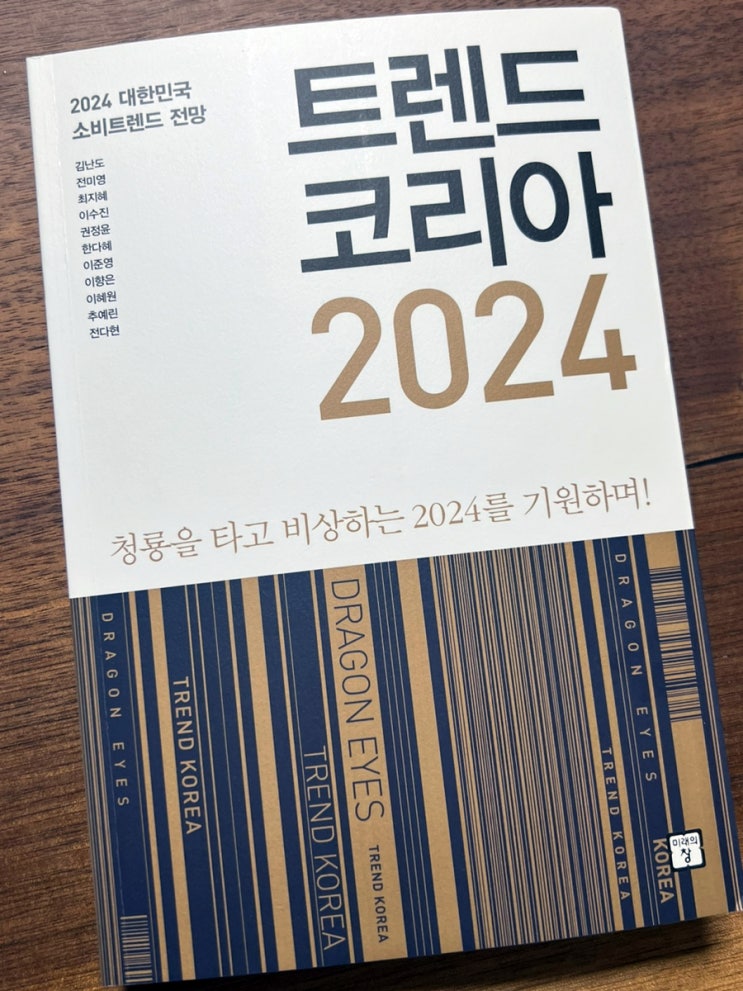 2024 대한민국
소비트렌드 전망
김난도
전미영
최지혜
이수진
권정윤
한다혜
이준영
이향은
이혜원
추예린
전다현
트렌드
코리아
2024
청룡을 타고 비상하는 2024를 기원하며!
DRAGON EYES
TREND KOREA
TREND KOREA
DRAGON EYES
TREND KOREA
TREND KOREA
DRAGON EYES
KOREA
미래의
창